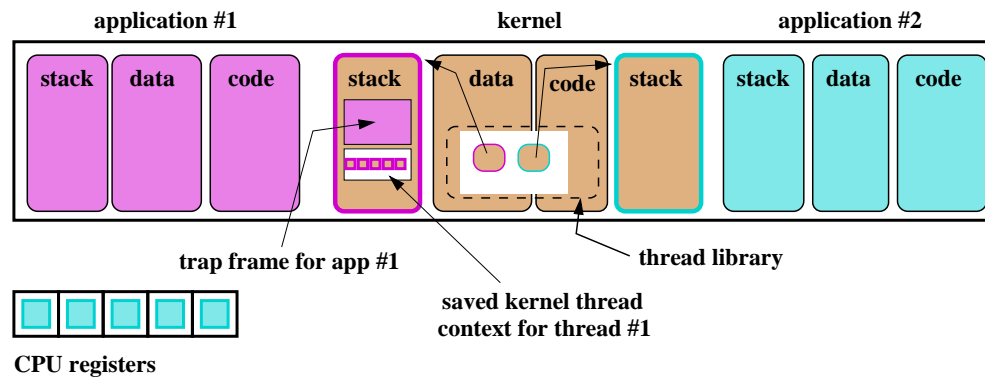 application #1
kernel
application #2
stack
data
code
stack
data
code
stack
stack
data
code
trap frame for app #1
thread library
saved kernel thread
context for thread #1
CPU registers